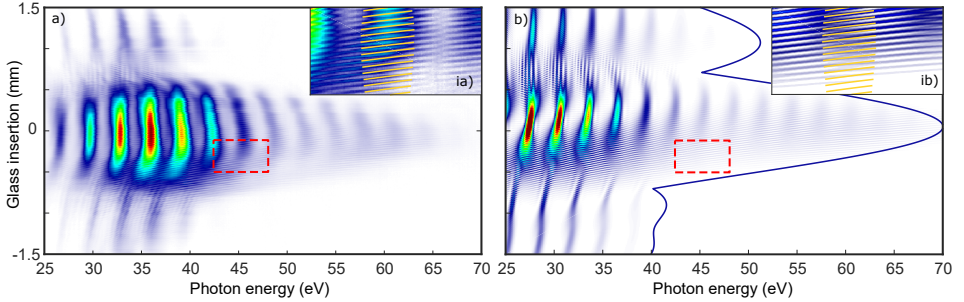 a)
ia)
b)
ib)
1.5
0
-1.5
Glass insertion (mm)
25 30 35 40 45 50 55 60 65 70
25 30 35 40 45 50 55 60 65 70
Photon energy (eV)
Photon energy (eV)